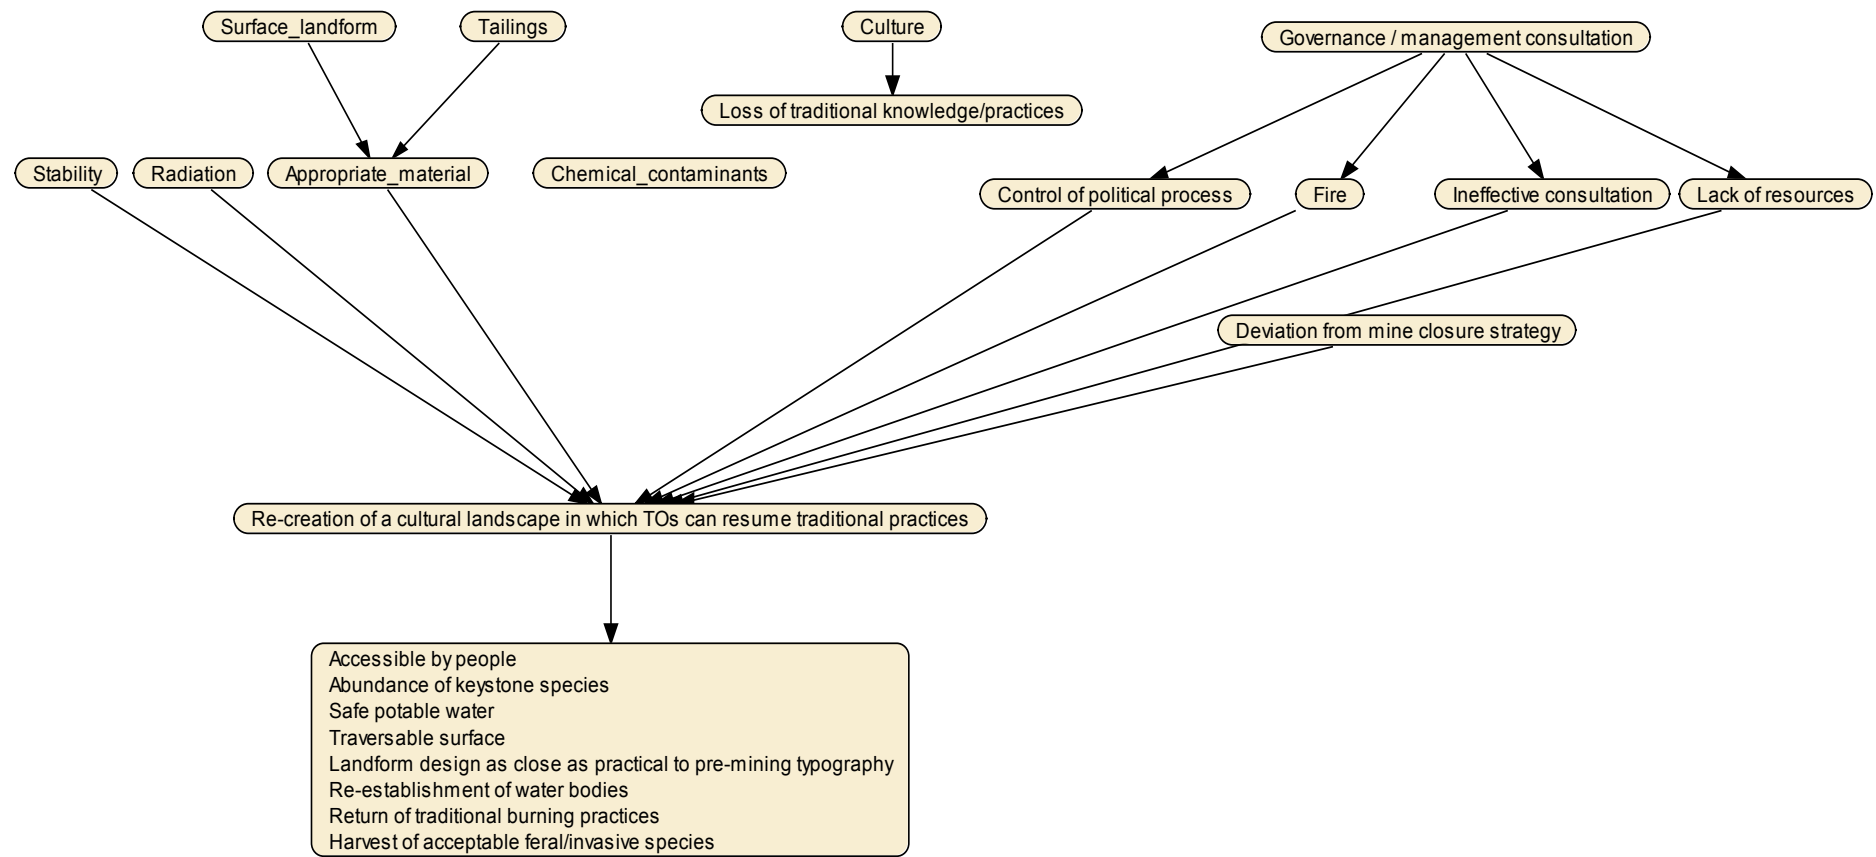 Surface_landform
Tailings
Culture
Governance / management consultation
Loss of traditional knowledge/practices
Stability
Radiation
Appropriate_material
Chemical_contaminants
Control of political process
Fire
Ineffective consultation
Lack of resources
Deviation from mine closure strategy
Re-creation of a cultural landscape in which TOs can resume traditional practices
Accessible by people
Abundance of keystone species
Safe potable water
Traversable surface
Landform design as close as practical to pre-mining typography
Re-establishment of water bodies
Return of traditional burning practices
Harvest of acceptable feral/invasive species